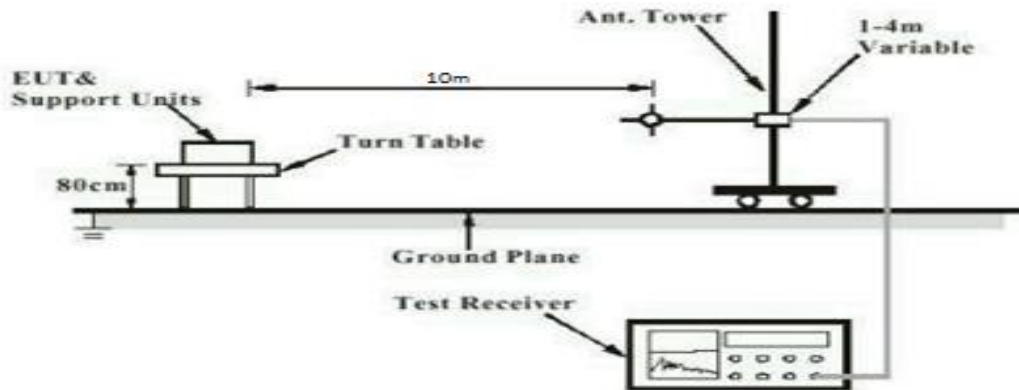 Ant. Tower
1-4m
Variable
EUT&
Support Units
10m
Turn Table
80cm
Ground Plane
Test Receiver